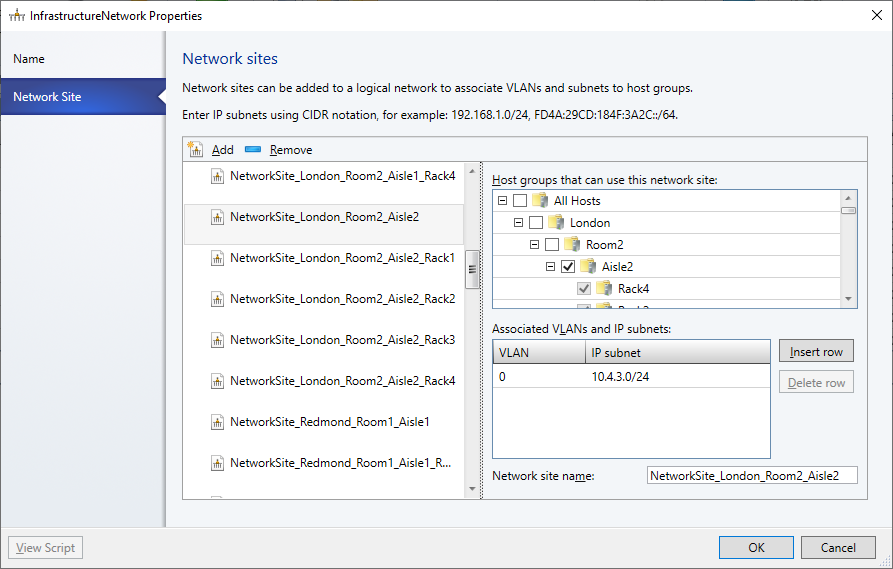 InfrastructureNetwork Properties
Name
Network Site
Network sites
Network sites can be added to a logical network to associate VLANs and subnets to host groups.
Enter IP subnets using CIDR notation, for example: 192.168.1.0/24, FD4A:29CD:184F:3A2C::/64.
Add Remove
NetworkSite_London_Room2_Aisle1_Rack4
NetworkSite_London_Room2_Aisle2
NetworkSite_London_Room2_Aisle2_Rack1
NetworkSite_London_Room2_Aisle2_Rack2
NetworkSite_London_Room2_Aisle2_Rack3
NetworkSite_London_Room2_Aisle2_Rack4
NetworkSite_Redmond_Room1_Aisle1
NetworkSite_Redmond_Room1_Aisle1_R...
Host groups that can use this network site:
All Hosts
London
Room2
Aisle2
Rack4
Associated VLANs and IP subnets:
VLAN IP subnet
0 10.4.3.0/24
Insert row
Delete row
Network site name: NetworkSite_London_Room2_Aisle2
View Script
OK Cancel